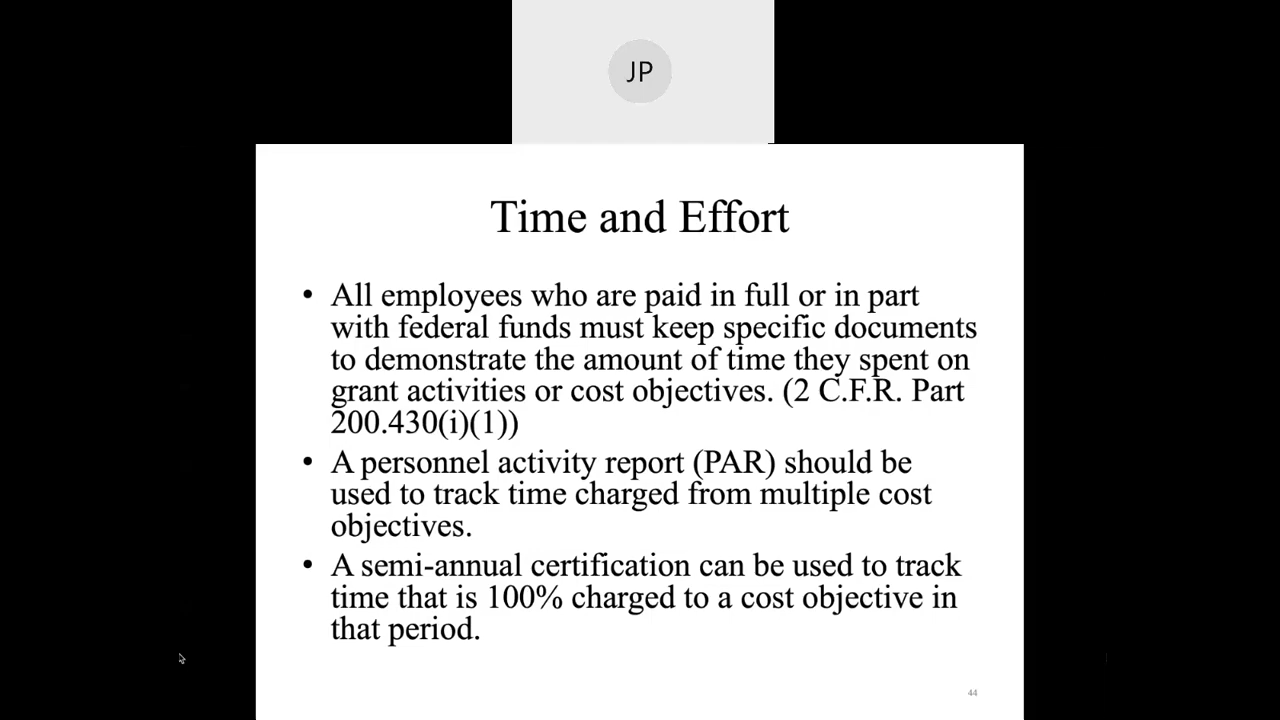 JP
Time and Effort
• All employees who are paid in full or in part
with federal funds must keep specific documents
to demonstrate the amount of time they spent on
grant activities or cost objectives. (2 C.F.R. Part
200.430(i)(1))
• A personnel activity report (PAR) should be
used to track time charged from multiple cost
objectives.
• A semi-annual certification can be used to track
time that is 100% charged to a cost objective in
that period.
44